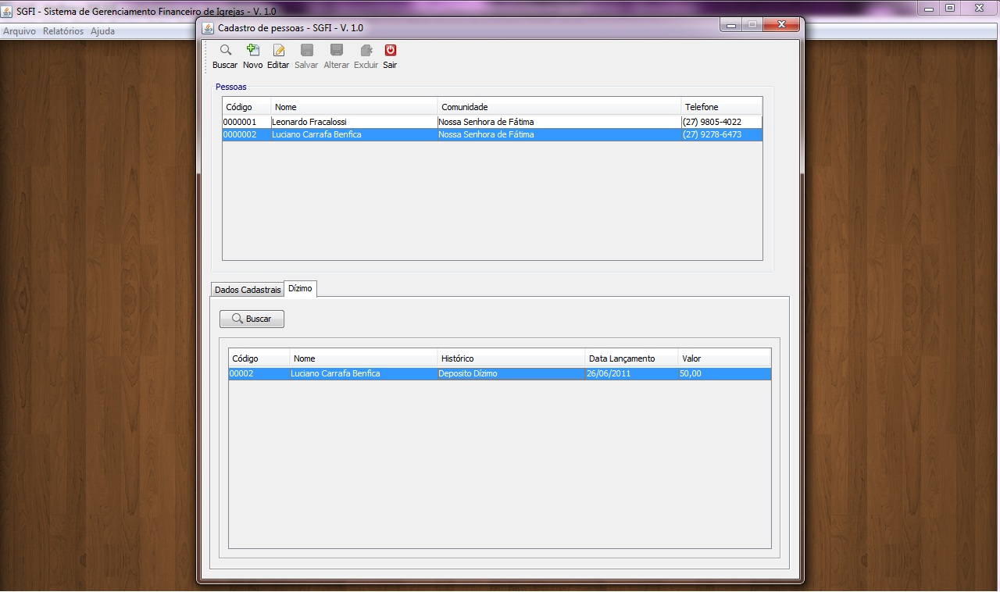 SGFI - Sistema de Gerenciamento Financeiro de Igrejas - V. 1.0
Arquivo Relatórios Ajuda
Cadastro de pessoas - SGFI - V. 1.0
Buscar Novo Editar Salvar Alterar Excluir Sair
Pessoas
Código Nome Comunidade Telefone
0000001 Leonardo Fracalossi Nossa Senhora de Fátima (27) 9805-4022
0000002 Luciano Carrafa Benfica Nossa Senhora de Fátima (27) 9278-6473
Dados Cadastrais Dízimo
Buscar
Código Nome Histórico Data Lançamento Valor
00002 Luciano Carrafa Benfica Deposito Dízimo 26/06/2011 50,00